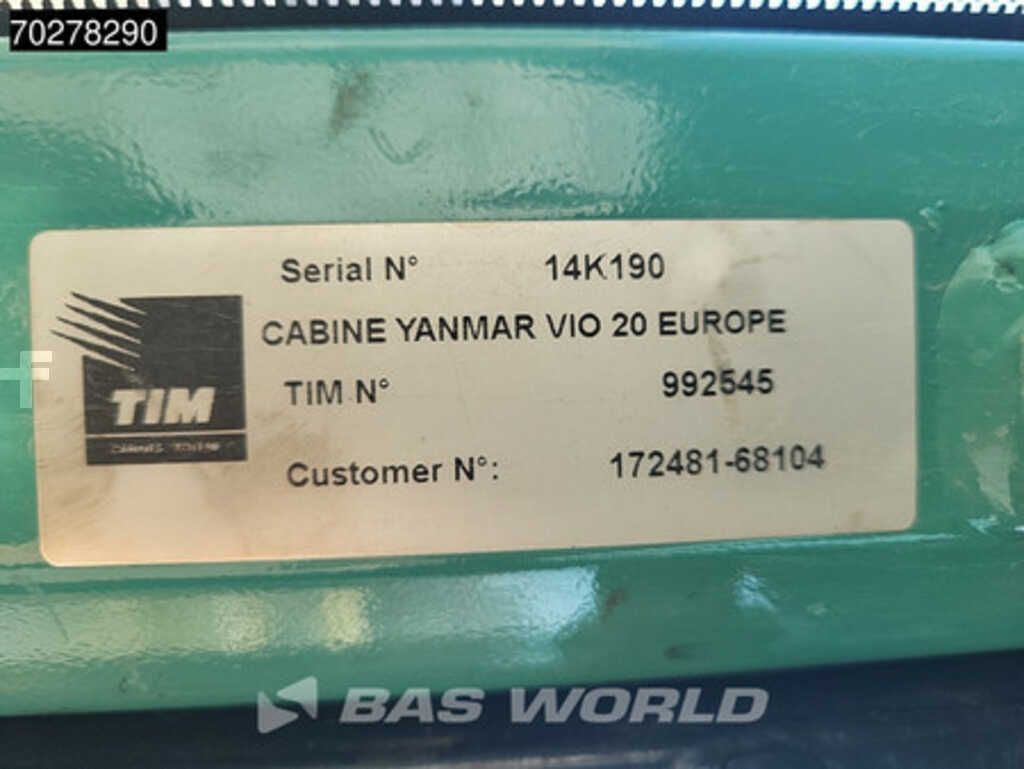 70278290
Serial N° 14K190
CABINE YANMAR VIO 20 EUROPE
TIM N° 992545
TIM
Customer N°: 172481-68104
BAS WORLD